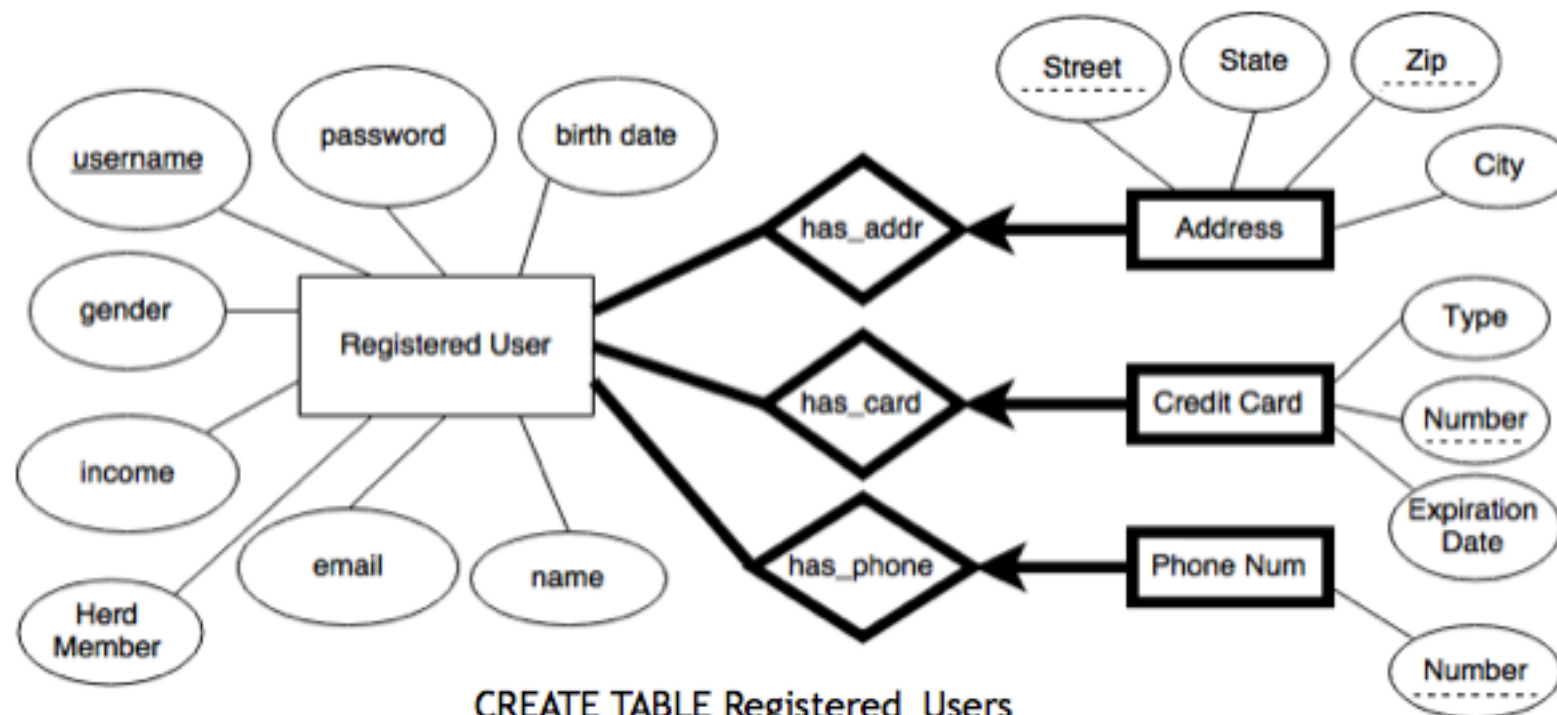 Street
State
Zip
City
username
password
birth date
has_addr
Address
gender
Registered User
Type
has_card
Credit Card
Number
income
Expiration
Date
email
name
has_phone
Phone Num
Herd
Member
Number
CREATE TABLE Registered_Users